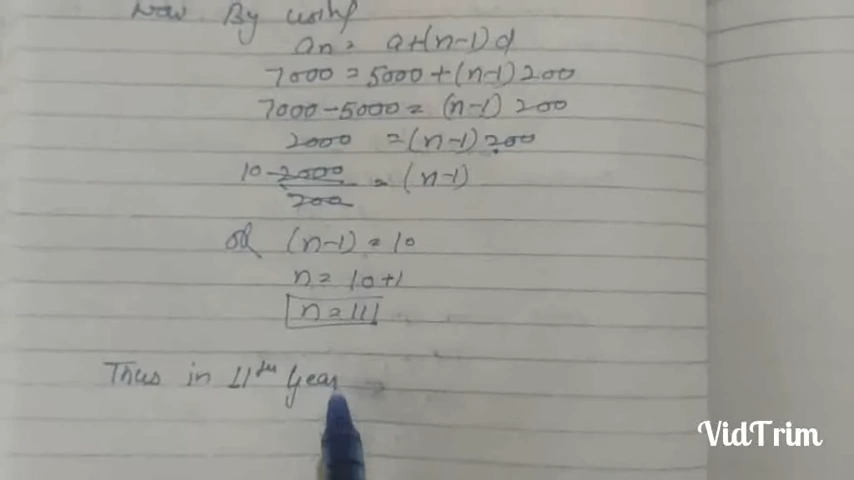 Now By using
an = a+(n-1)d
7000 = 5000 + (n-1) 200
7000 - 5000 = (n-1) 200
2000 = (n-1) 200
10 2000/200 = (n-1)
OR (n-1) = 10
n = 10+1
n = 11
Thus in 11th Year
VidTrim